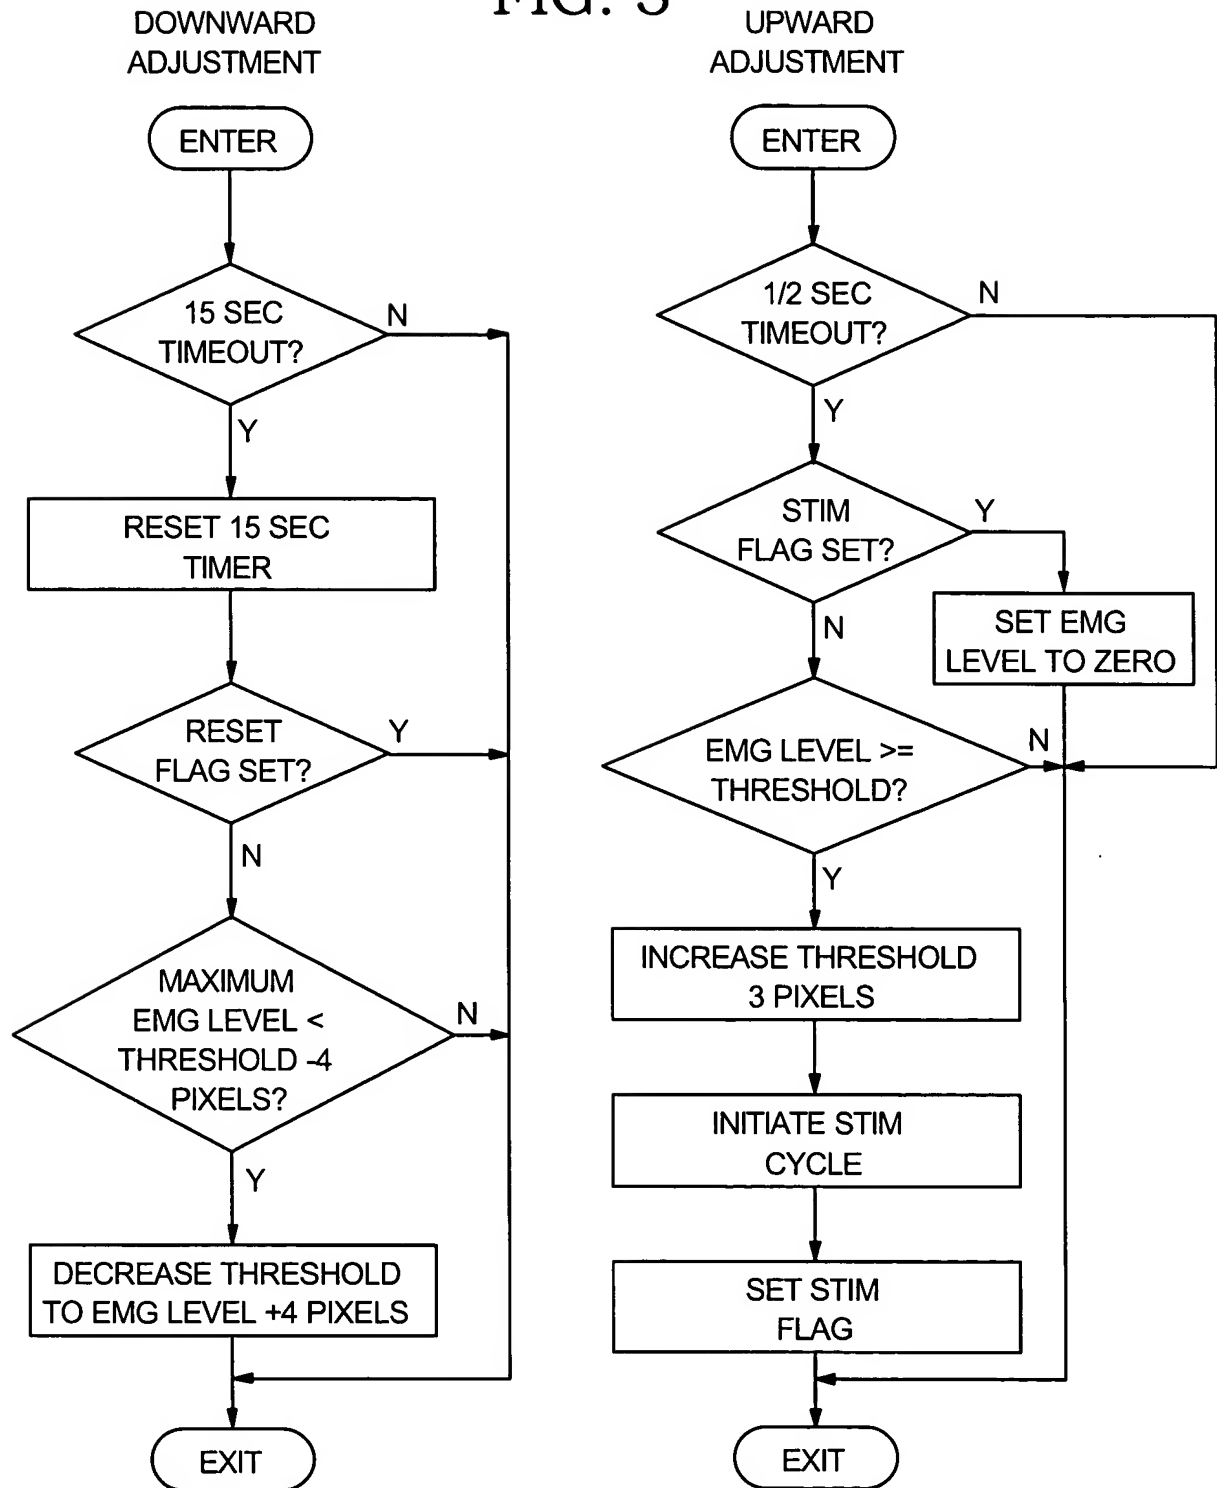 DOWNWARD
ADJUSTMENT
ENTER
15 SEC
TIMEOUT?
N
Y
RESET 15 SEC
TIMER
RESET
FLAG SET?
Y
N
MAXIMUM
EMG LEVEL <
THRESHOLD -4
PIXELS?
N
Y
DECREASE THRESHOLD
TO EMG LEVEL +4 PIXELS
EXIT
UPWARD
ADJUSTMENT
ENTER
1/2 SEC
TIMEOUT?
N
Y
STIM
FLAG SET?
Y
N
SET EMG
LEVEL TO ZERO
EMG LEVEL >=
THRESHOLD?
N
Y
INCREASE THRESHOLD
3 PIXELS
INITIATE STIM
CYCLE
SET STIM
FLAG
EXIT